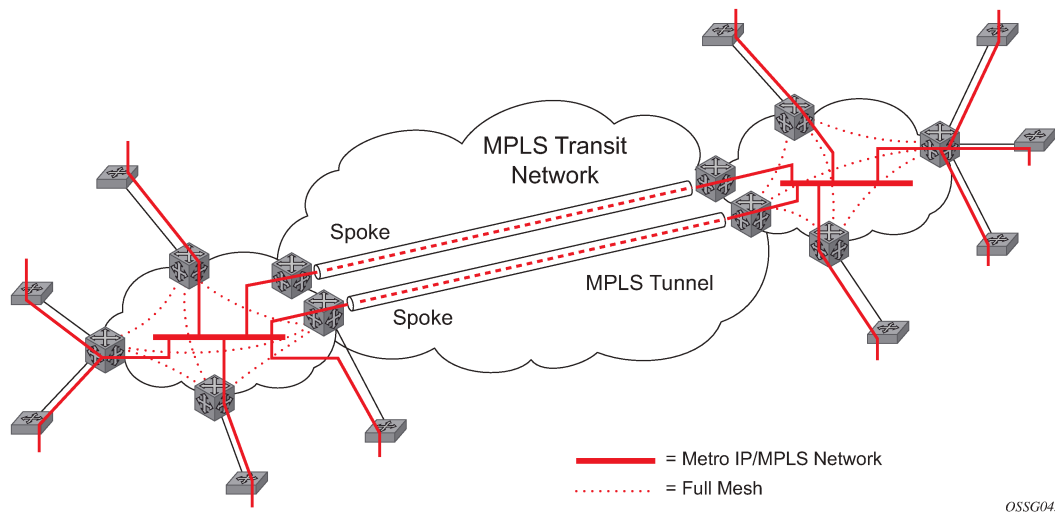 MPLS Transit
Network
Spoke
MPLS Tunnel
Spoke
= Metro IP/MPLS Network
= Full Mesh
OSSG04